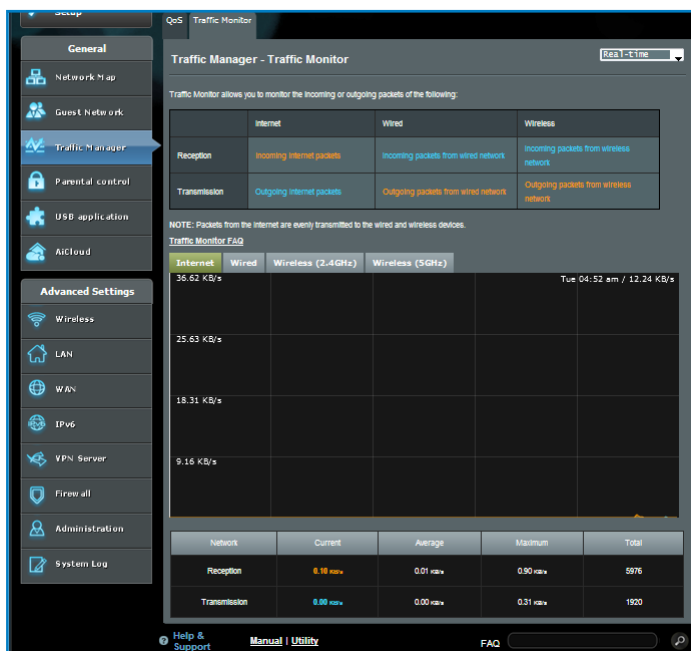 Setup
General
Network Map
Guest Network
Traffic Manager
Parental control
USB application
AiCloud
Advanced Settings
Wireless
LAN
WAN
IPv6
VPN Server
Firewall
Administration
System Log
QoS Traffic Monitor
Traffic Manager - Traffic Monitor
Real-time
Traffic Monitor allows you to monitor the incoming or outgoing packets of the following:
Internet Wired Wireless
Reception Incoming Internet packets Incoming packets from wired network Incoming packets from wireless
network
Transmission Outgoing Internet packets Outgoing packets from wired network Outgoing packets from wireless
network
NOTE: Packets from the Internet are evenly transmitted to the wired and wireless devices.
Traffic Monitor FAQ
Internet Wired Wireless (2.4GHz) Wireless (5GHz)
36.62 KB/s Tue 04:52 am / 12.24 KB/s
25.63 KB/s
18.31 KB/s
9.16 KB/s
Network Current Average Maximum Total
Reception 0.10 KB/s 0.01 KB/s 0.90 KB/s 5976
Transmission 0.00 KB/s 0.00 KB/s 0.31 KB/s 1920
Help &
Support
Manual | Utility
FAQ